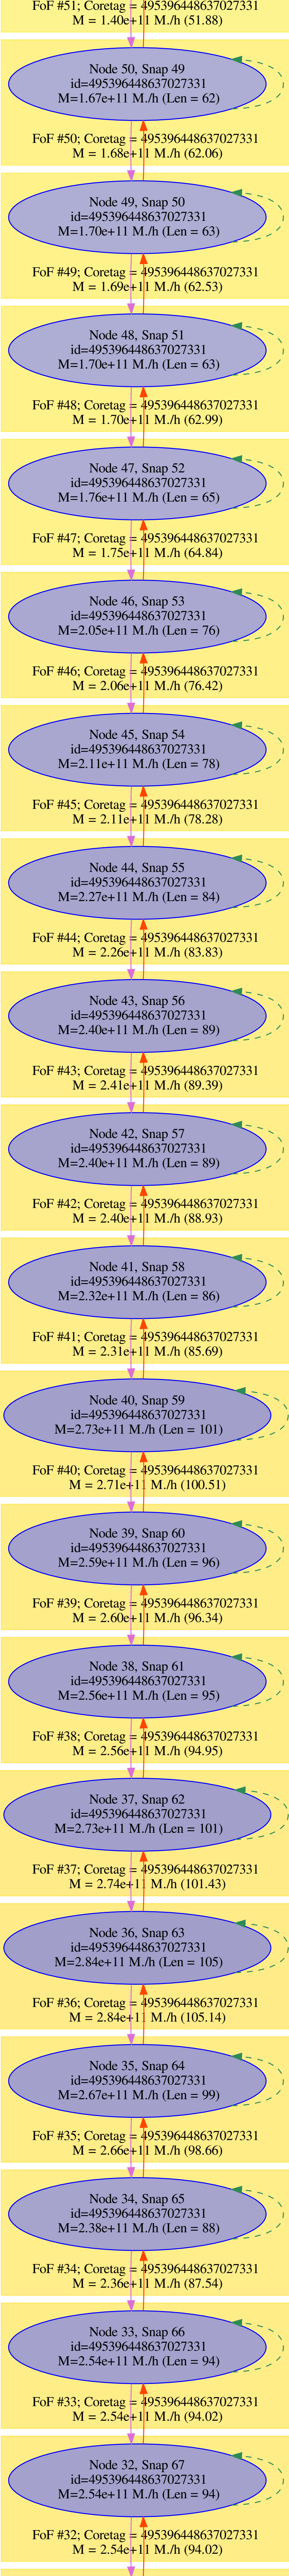 FoF #51; Coretag = 495396448637027331
M = 1.40e+11 M./h (51.88)
Node 50, Snap 49
id=495396448637027331
M=1.67e+11 M./h (Len = 62)
FoF #50; Coretag = 495396448637027331
M = 1.68e+11 M./h (62.06)
Node 49, Snap 50
id=495396448637027331
M=1.70e+11 M./h (Len = 63)
FoF #49; Coretag = 495396448637027331
M = 1.69e+11 M./h (62.53)
Node 48, Snap 51
id=495396448637027331
M=1.70e+11 M./h (Len = 63)
FoF #48; Coretag = 495396448637027331
M = 1.70e+11 M./h (62.99)
Node 47, Snap 52
id=495396448637027331
M=1.76e+11 M./h (Len = 65)
FoF #47; Coretag = 495396448637027331
M = 1.75e+11 M./h (64.84)
Node 46, Snap 53
id=495396448637027331
M=2.05e+11 M./h (Len = 76)
FoF #46; Coretag = 495396448637027331
M = 2.06e+11 M./h (76.42)
Node 45, Snap 54
id=495396448637027331
M=2.11e+11 M./h (Len = 78)
FoF #45; Coretag = 495396448637027331
M = 2.11e+11 M./h (78.28)
Node 44, Snap 55
id=495396448637027331
M=2.27e+11 M./h (Len = 84)
FoF #44; Coretag = 495396448637027331
M = 2.26e+11 M./h (83.83)
Node 43, Snap 56
id=495396448637027331
M=2.40e+11 M./h (Len = 89)
FoF #43; Coretag = 495396448637027331
M = 2.41e+11 M./h (89.39)
Node 42, Snap 57
id=495396448637027331
M=2.40e+11 M./h (Len = 89)
FoF #42; Coretag = 495396448637027331
M = 2.40e+11 M./h (88.93)
Node 41, Snap 58
id=495396448637027331
M=2.32e+11 M./h (Len = 86)
FoF #41; Coretag = 495396448637027331
M = 2.31e+11 M./h (85.69)
Node 40, Snap 59
id=495396448637027331
M=2.73e+11 M./h (Len = 101)
FoF #40; Coretag = 495396448637027331
M = 2.71e+11 M./h (100.51)
Node 39, Snap 60
id=495396448637027331
M=2.59e+11 M./h (Len = 96)
FoF #39; Coretag = 495396448637027331
M = 2.60e+11 M./h (96.34)
Node 38, Snap 61
id=495396448637027331
M=2.56e+11 M./h (Len = 95)
FoF #38; Coretag = 495396448637027331
M = 2.56e+11 M./h (94.95)
Node 37, Snap 62
id=495396448637027331
M=2.73e+11 M./h (Len = 101)
FoF #37; Coretag = 495396448637027331
M = 2.74e+11 M./h (101.43)
Node 36, Snap 63
id=495396448637027331
M=2.84e+11 M./h (Len = 105)
FoF #36; Coretag = 495396448637027331
M = 2.84e+11 M./h (105.14)
Node 35, Snap 64
id=495396448637027331
M=2.67e+11 M./h (Len = 99)
FoF #35; Coretag = 495396448637027331
M = 2.66e+11 M./h (98.66)
Node 34, Snap 65
id=495396448637027331
M=2.38e+11 M./h (Len = 88)
FoF #34; Coretag = 495396448637027331
M = 2.36e+11 M./h (87.54)
Node 33, Snap 66
id=495396448637027331
M=2.54e+11 M./h (Len = 94)
FoF #33; Coretag = 495396448637027331
M = 2.54e+11 M./h (94.02)
Node 32, Snap 67
id=495396448637027331
M=2.54e+11 M./h (Len = 94)
FoF #32; Coretag = 495396448637027331
M = 2.54e+11 M./h (94.02)